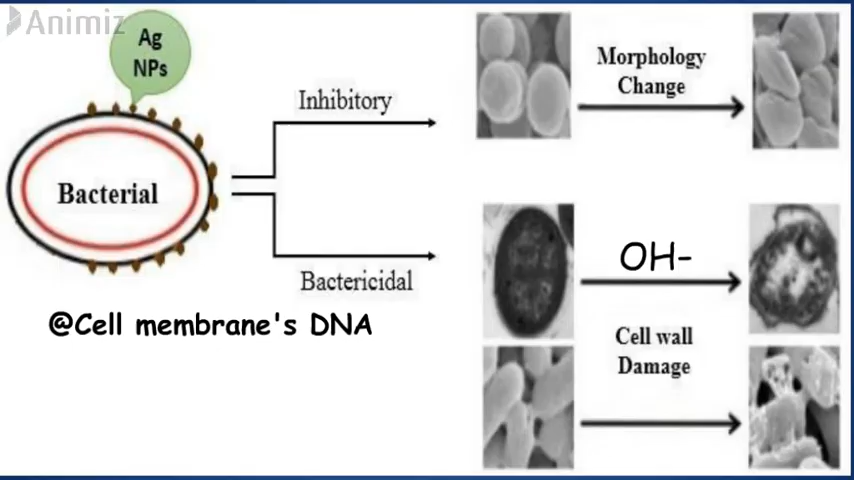 Animiz
Ag
NPs
Inhibitory
Morphology
Change
Bacterial
OH-
Bactericidal
@Cell membrane's DNA
Cell wall
Damage